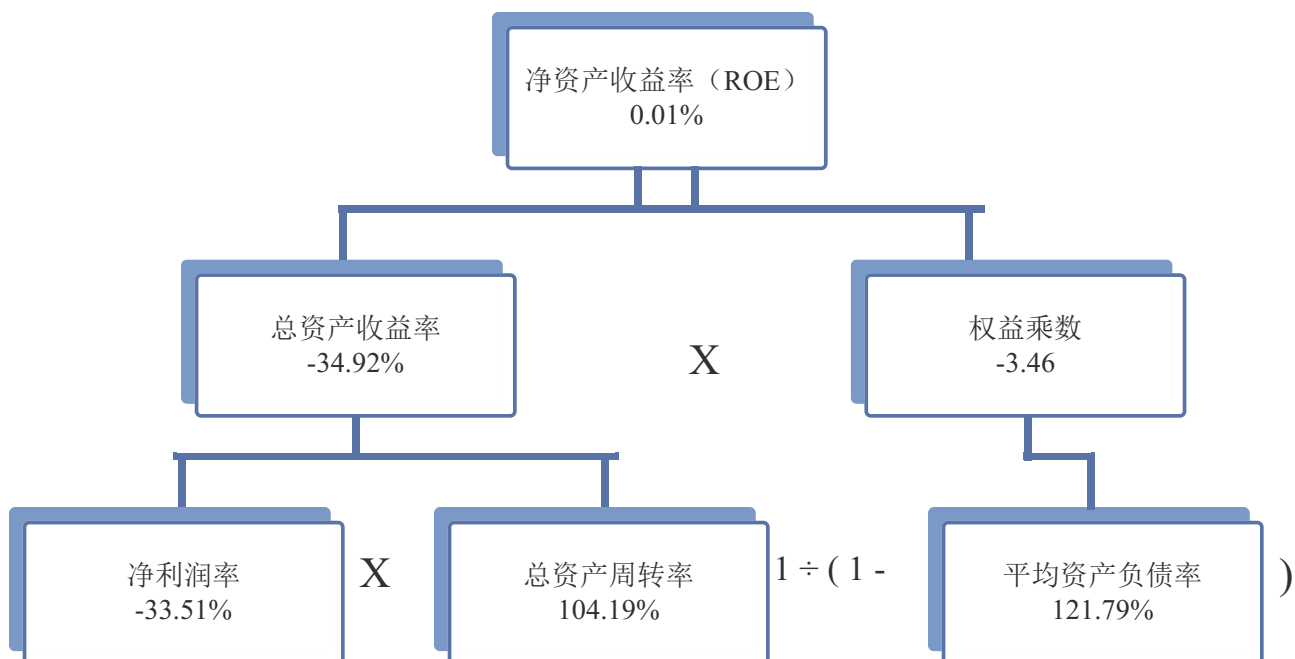 净资产收益率（ROE）
0.01%
总资产收益率
-34.92%
X
权益乘数
-3.46
净利润率
-33.51%
X
总资产周转率
104.19%
1 ÷ ( 1 -
平均资产负债率
121.79%
)